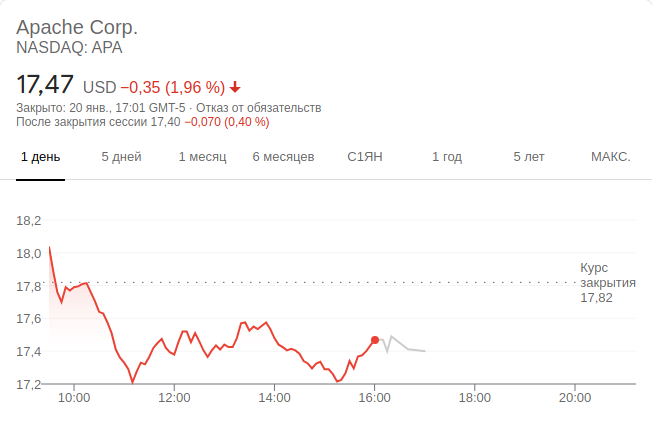 Apache Corp.
NASDAQ: APA
17,47 USD −0,35 (1,96 %)
Закрыто: 20 янв., 17:01 GMT-5 · Отказ от обязательств
После закрытия сессии 17,40 −0,070 (0,40 %)
1 день 5 дней 1 месяц 6 месяцев С1ЯН 1 год 5 лет МАКС.
18,2
18,0
Курс
закрытия
17,82
17,8
17,6
17,4
17,2
10:00 12:00 14:00 16:00 18:00 20:00